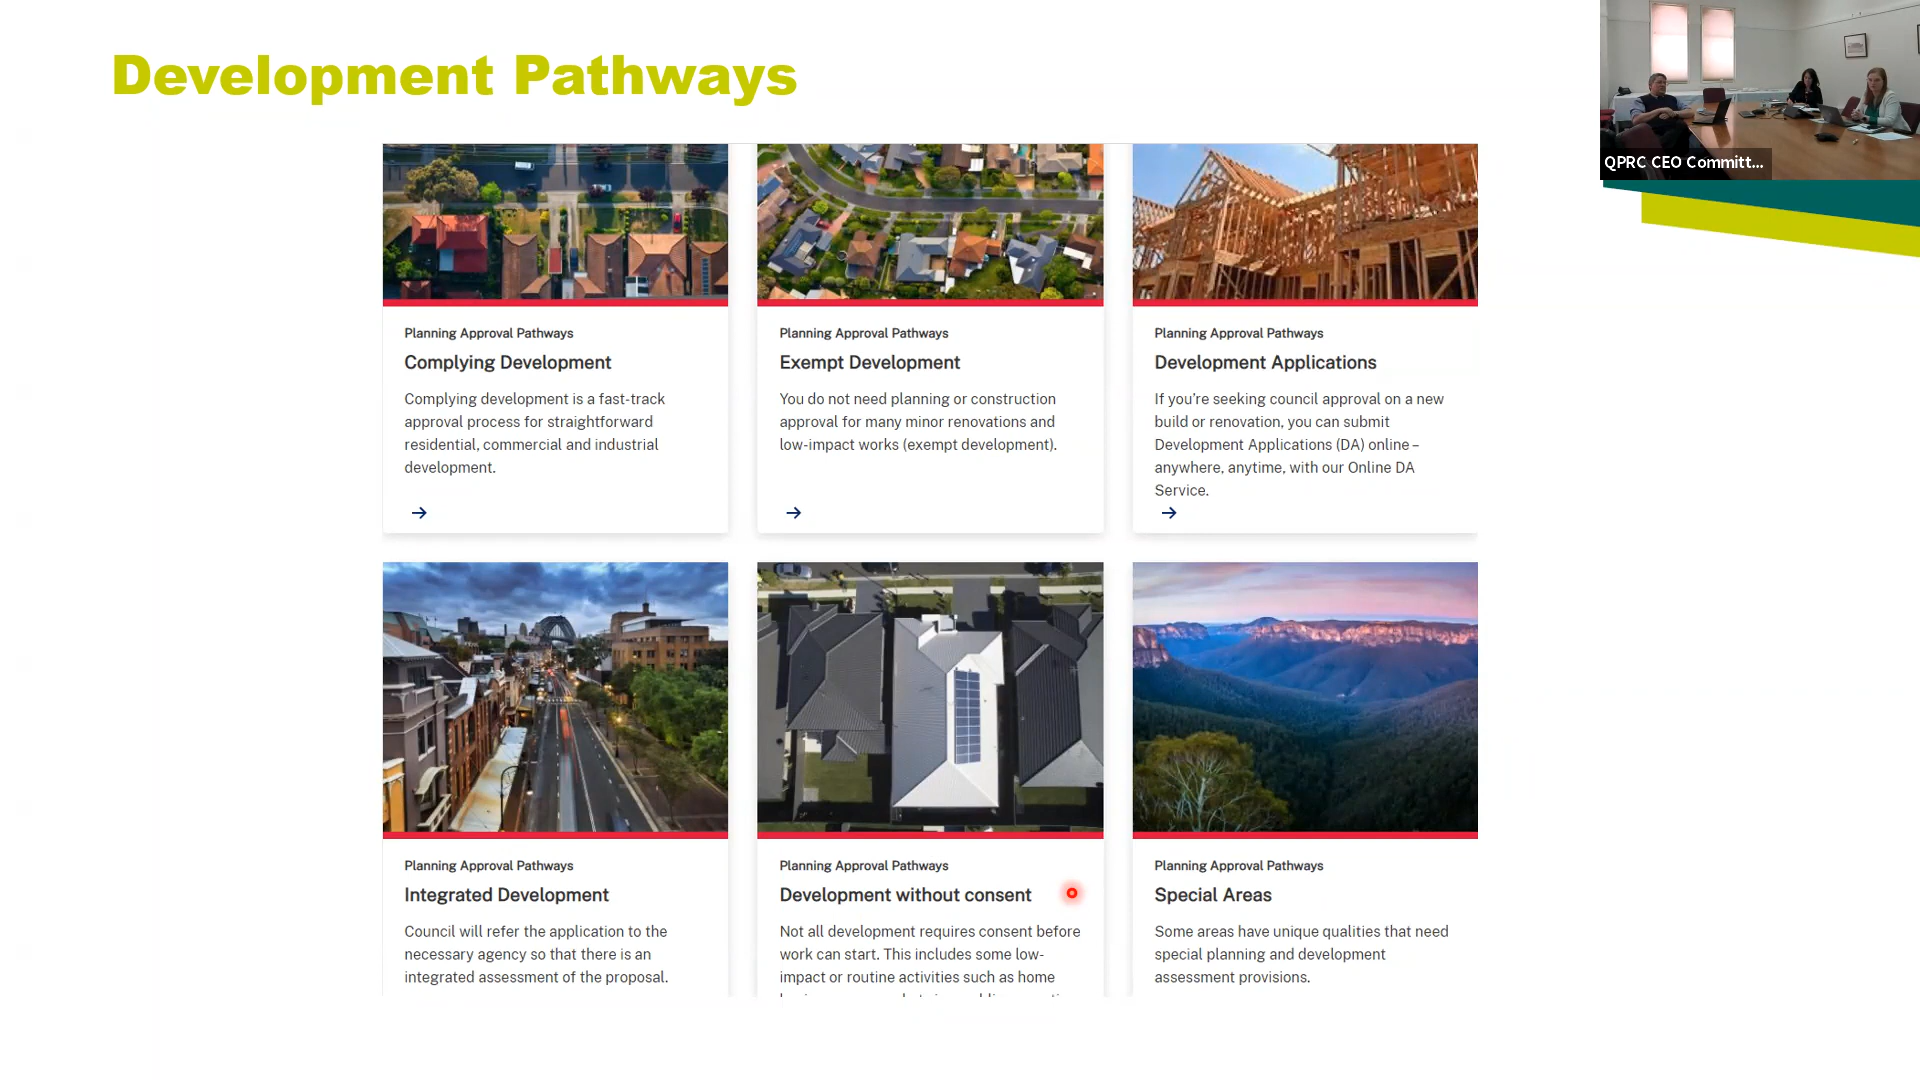 Development Pathways
QPRC CEO Committ...
Planning Approval Pathways
Complying Development
Complying development is a fast-track
approval process for straightforward
residential, commercial and industrial
development.
Planning Approval Pathways
Exempt Development
You do not need planning or construction
approval for many minor renovations and
low-impact works (exempt development).
Planning Approval Pathways
Development Applications
If you’re seeking council approval on a new
build or renovation, you can submit
Development Applications (DA) online –
anywhere, anytime, with our Online DA
Service.
Planning Approval Pathways
Integrated Development
Council will refer the application to the
necessary agency so that there is an
integrated assessment of the proposal.
Planning Approval Pathways
Development without consent
Not all development requires consent before
work can start. This includes some low-
impact or routine activities such as home
Planning Approval Pathways
Special Areas
Some areas have unique qualities that need
special planning and development
assessment provisions.